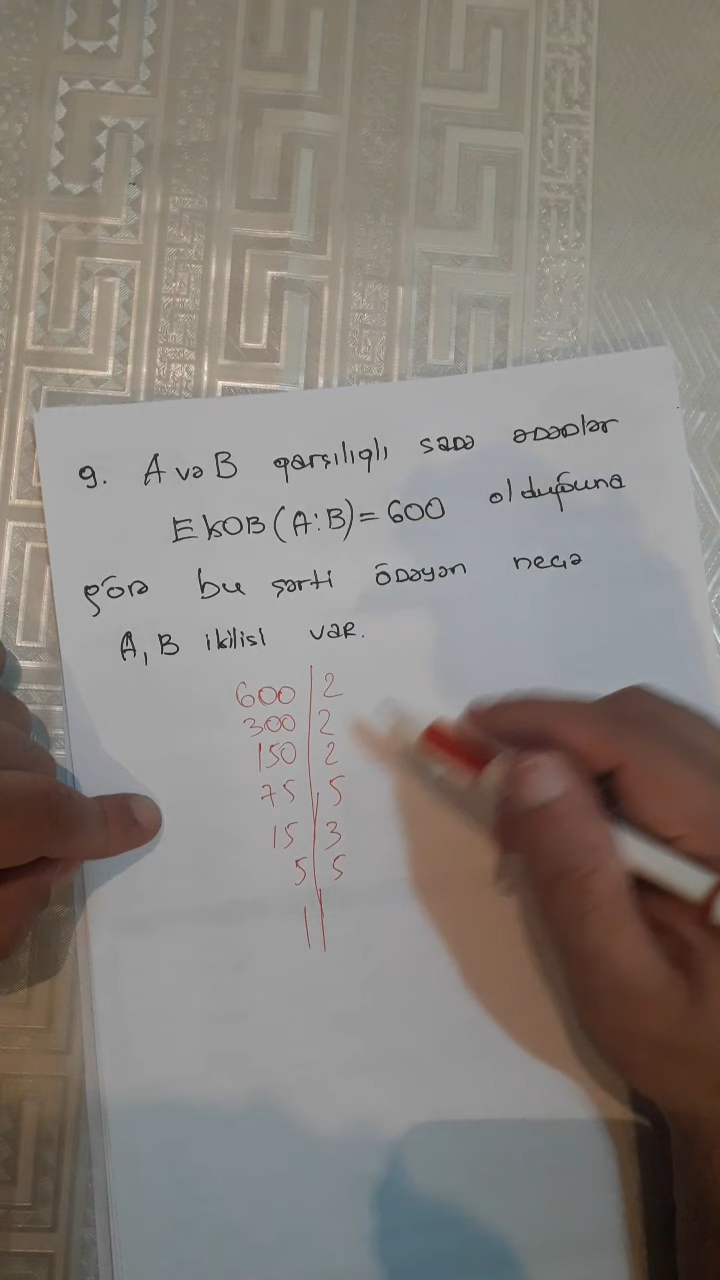 9. A və B qarşılıqlı sadə ədədlər
ƏKOB (A:B) = 600 olduğuna
görə bu şərti ödəyən neçə
A, B ikilisi var.
600 | 2
300 | 2
150 | 2
75 | 5
15 | 3
5 | 5
1 |